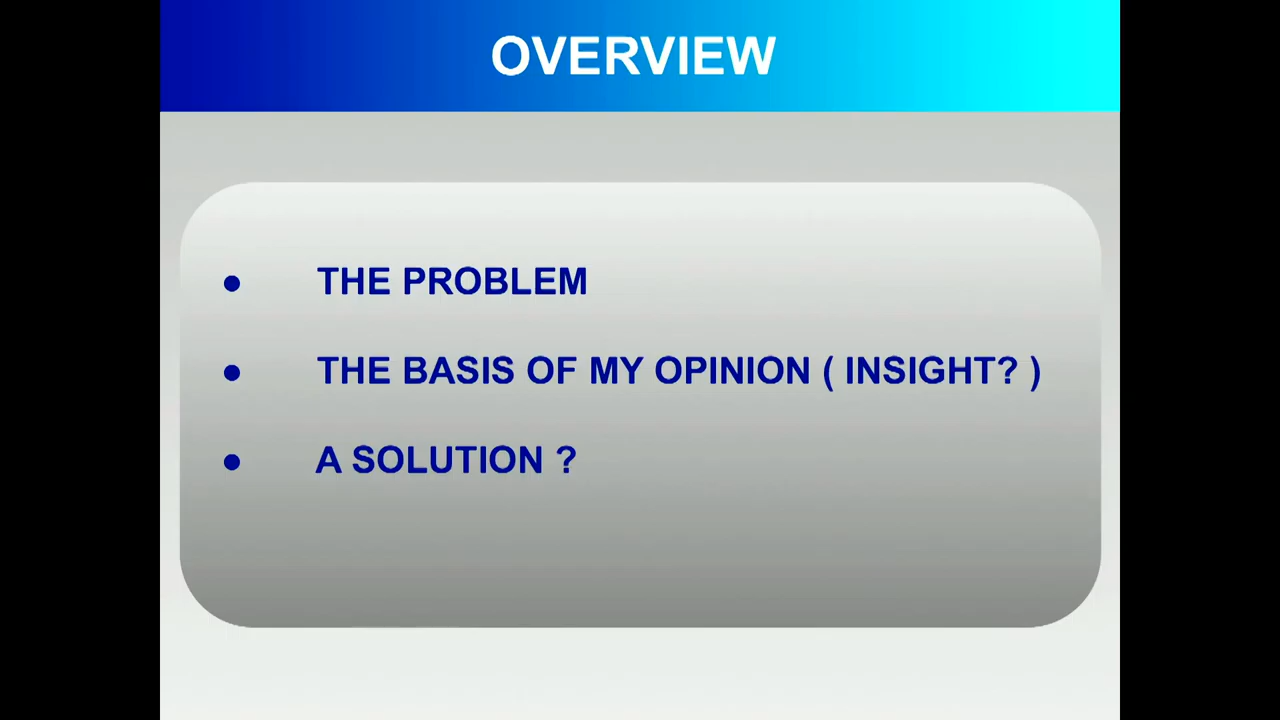 OVERVIEW
● THE PROBLEM
● THE BASIS OF MY OPINION ( INSIGHT? )
● A SOLUTION ?